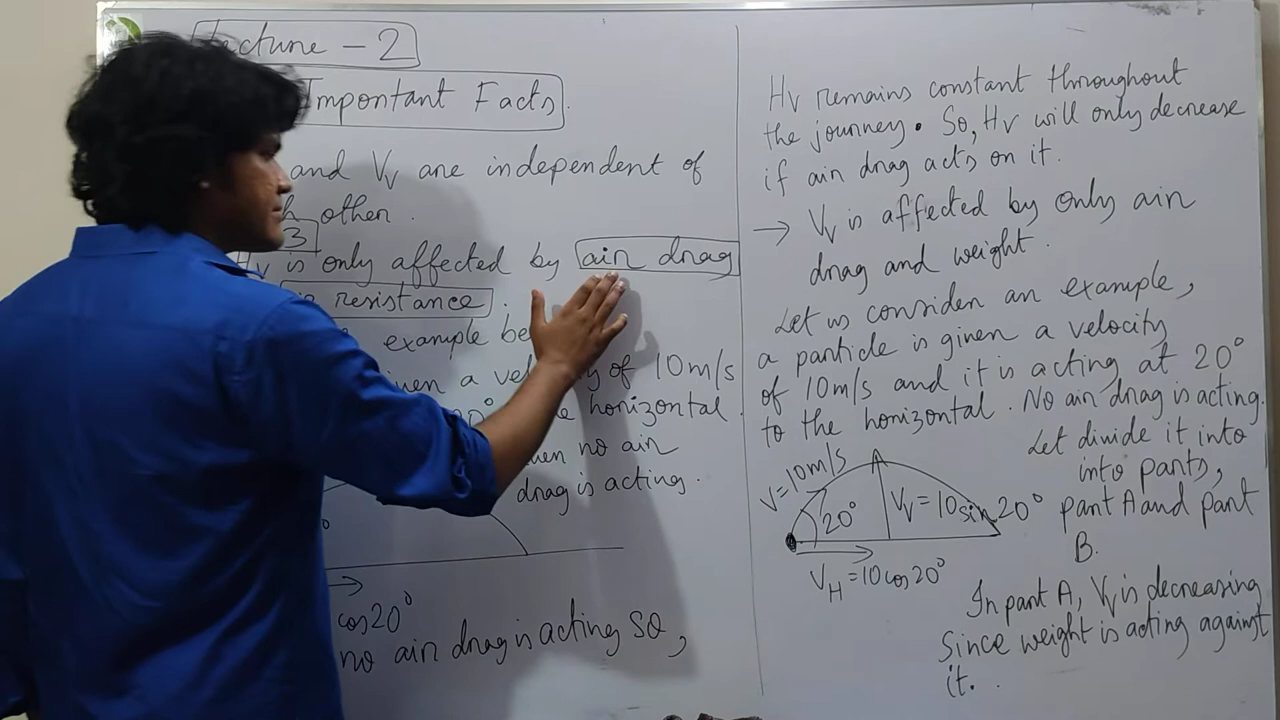 Lecture - 2
Important Facts.
and Vv are independent of
other.
3
Hv is only affected by air drag
resistance.
example
given a of 10m/s
20° horizontal.
when no air
drag is acting.
cos20°
no air drag is acting so,
Hv remains constant throughout
the journey. So, Hv will only decrease
if air drag acts on it.
→ Vv is affected by only air
drag and weight.
Let us consider an example,
a particle is given a velocity
of 10m/s and it is acting at 20°
to the horizontal. No air drag is acting.
Let divide it into
into parts,
part A and part
B.
V=10m/s
20°
Vv=10sin20°
VH=10cos20°
In part A, Vv is decreasing
Since weight is acting against
it.